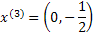 x⁽³⁾ = (0, −1/2)